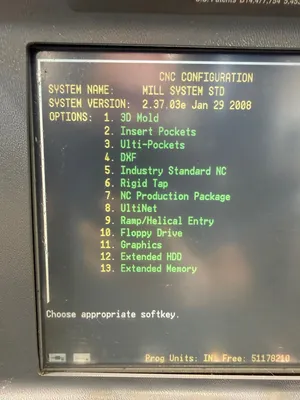 CNC CONFIGURATION
SYSTEM NAME: MILL SYSTEM STD
SYSTEM VERSION: 2.37.03e Jan 29 2008
OPTIONS: 1. 3D Mold
2. Insert Pockets
3. Ulti-Pockets
4. DXF
5. Industry Standard NC
6. Rigid Tap
7. NC Production Package
8. UltiNet
9. Ramp/Helical Entry
10. Floppy Drive
11. Graphics
12. Extended HDD
13. Extended Memory
Choose appropriate softkey.
Prog Units: IN Free: 51178210